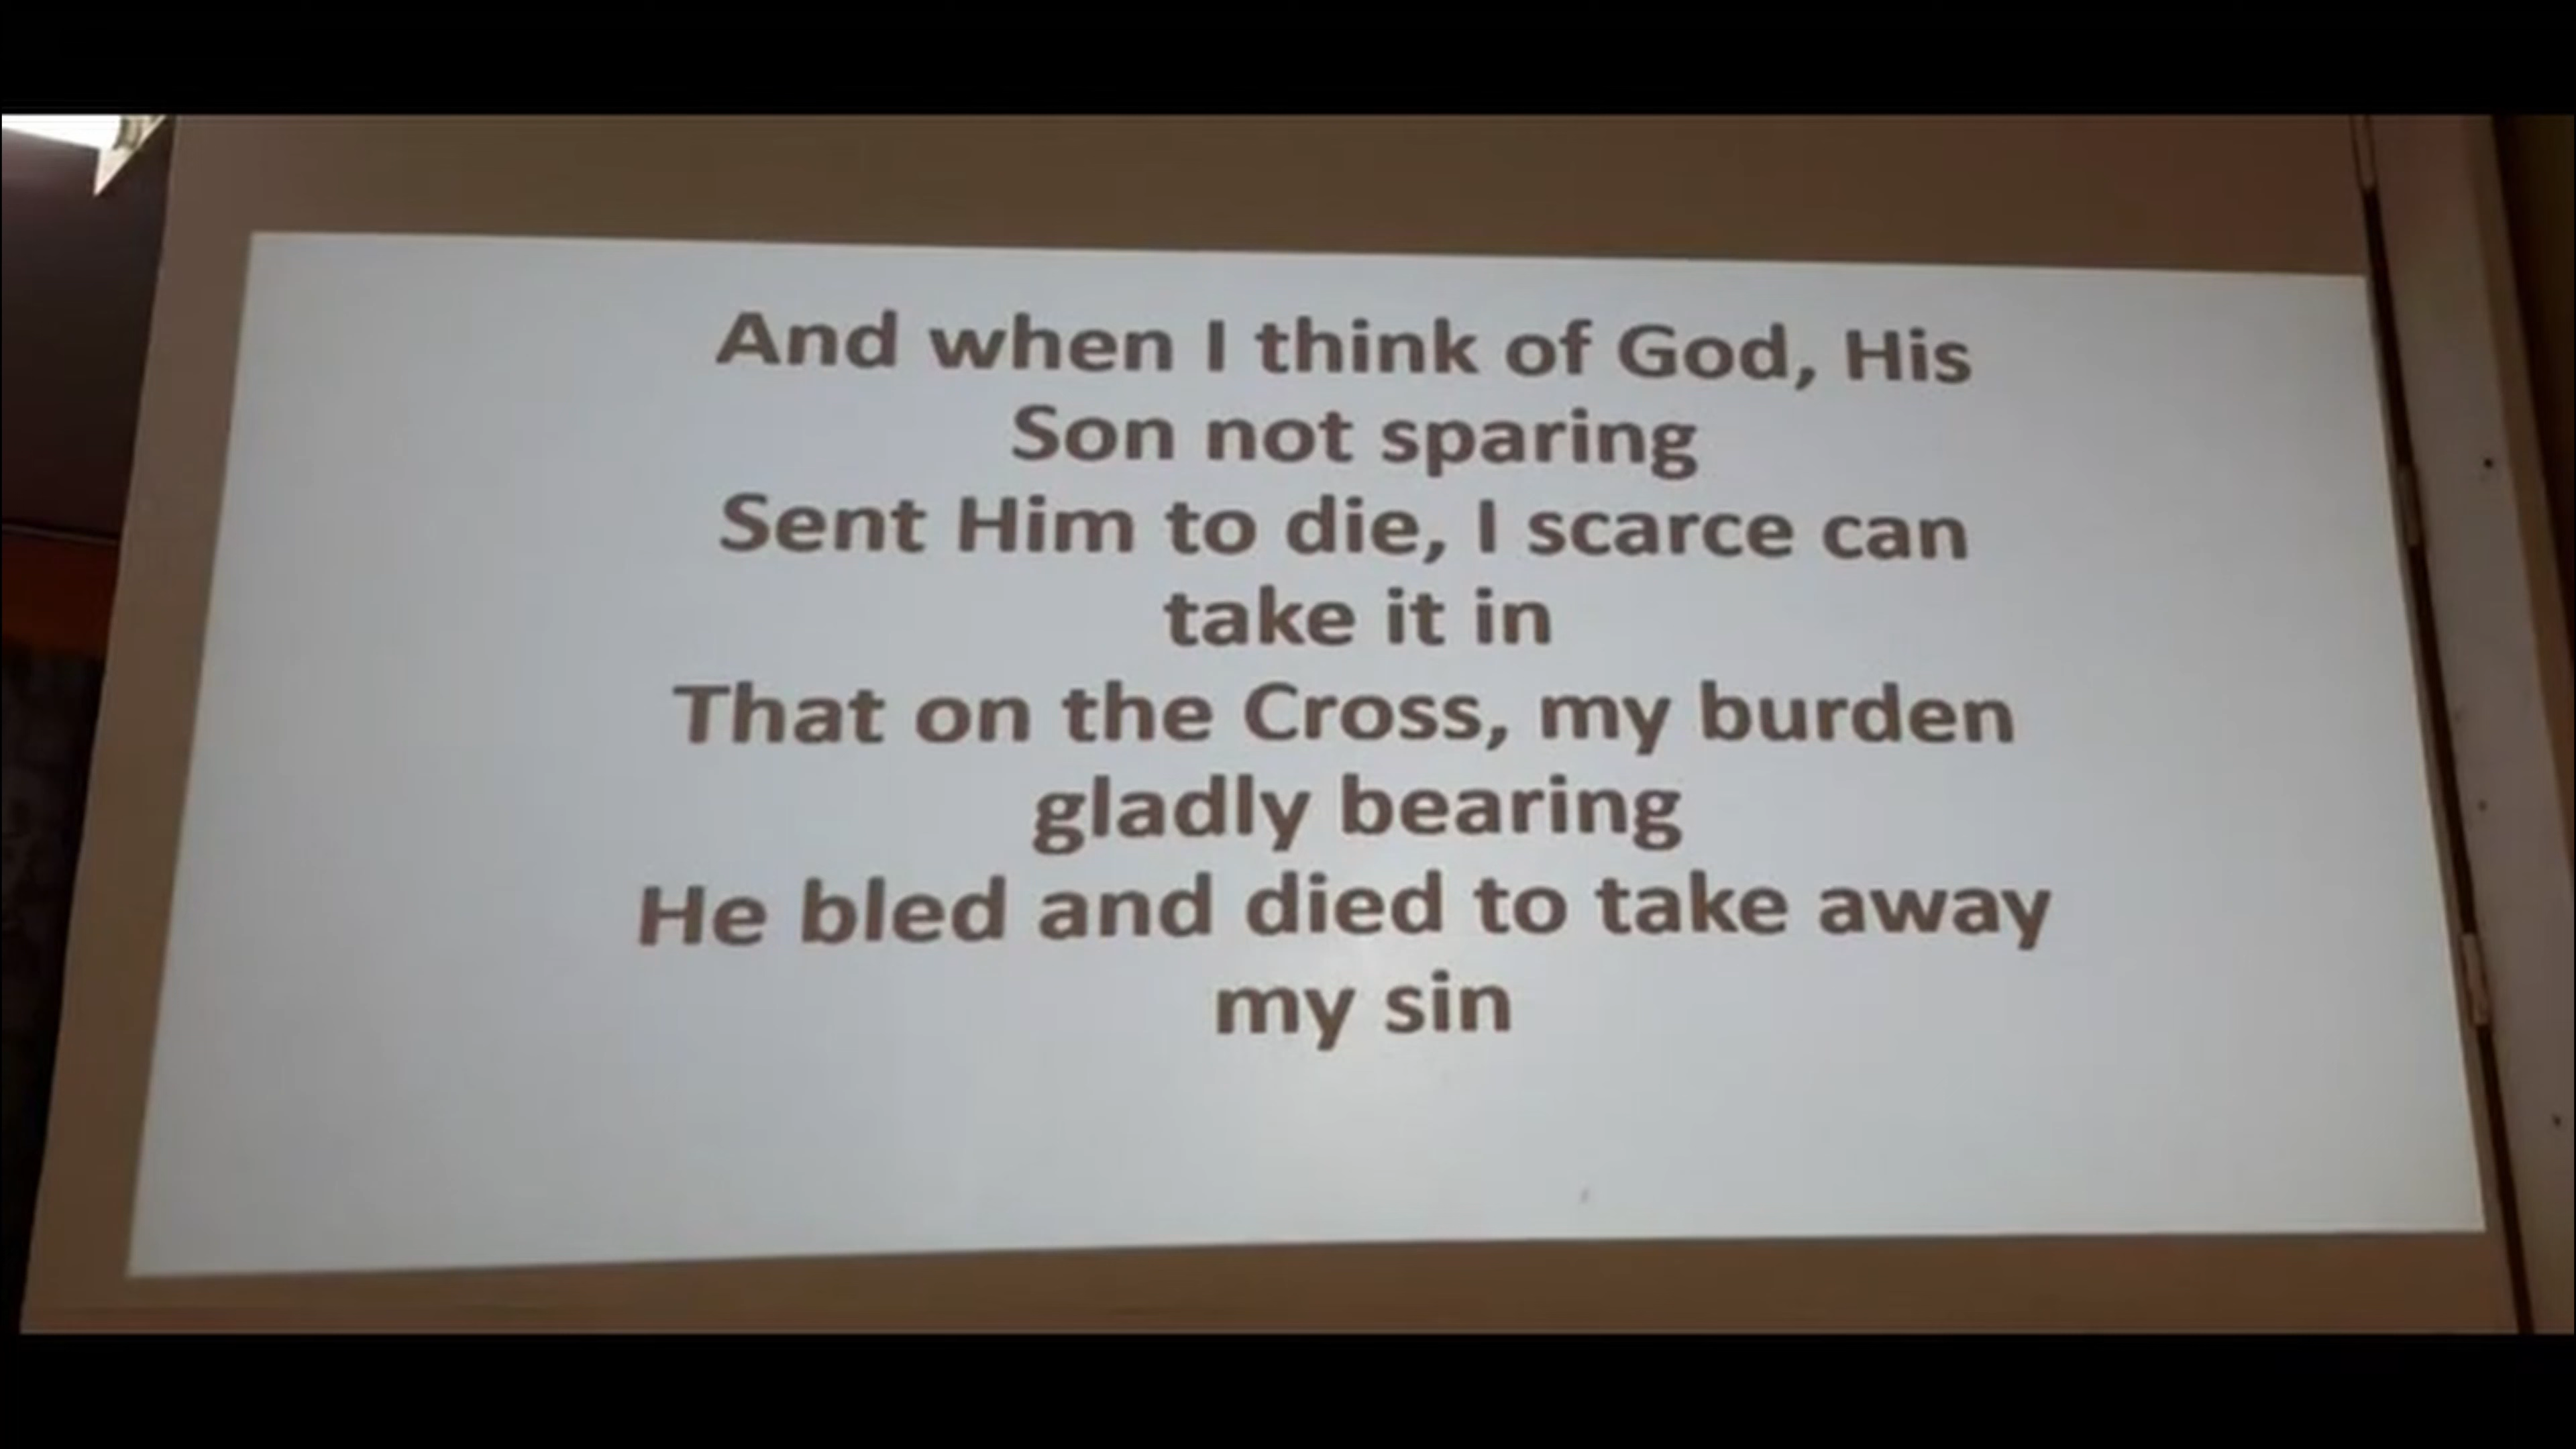 And when I think of God, His
Son not sparing
Sent Him to die, I scarce can
take it in
That on the Cross, my burden
gladly bearing
He bled and died to take away
my sin